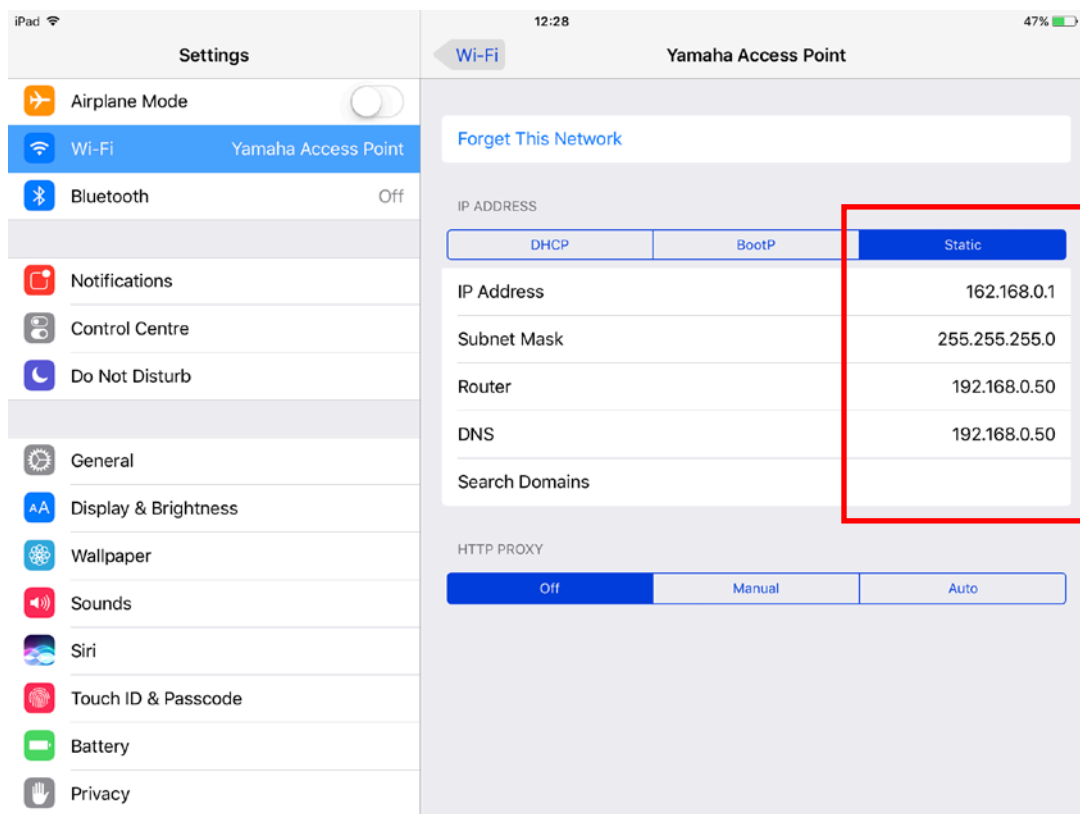 iPad 12:28 47%
Settings
Wi-Fi Yamaha Access Point
Airplane Mode
Wi-Fi Yamaha Access Point
Bluetooth Off
Notifications
Control Centre
Do Not Disturb
General
AA Display & Brightness
Wallpaper
Sounds
Siri
Touch ID & Passcode
Battery
Privacy
Forget This Network
IP ADDRESS
DHCP BootP Static
IP Address 162.168.0.1
Subnet Mask 255.255.255.0
Router 192.168.0.50
DNS 192.168.0.50
Search Domains
HTTP PROXY
Off Manual Auto